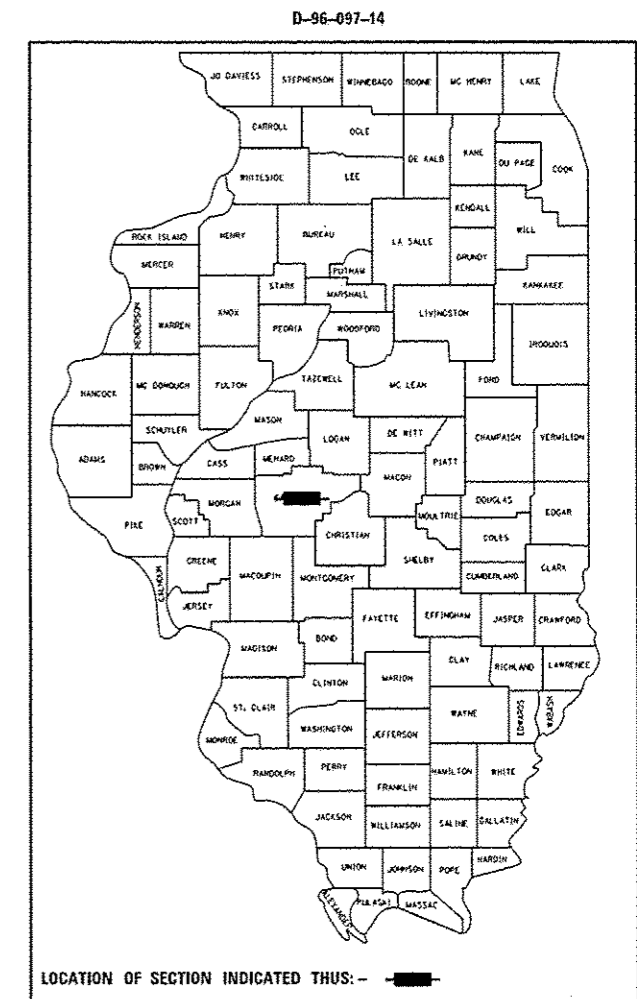 D-96-097-14
JO DAVIESS STEPHENSON WINNEBAGO BOONE MC HENRY LAKE
CARROLL OGLE
DE KALB KANE DU PAGE COOK
WHITESIDE LEE
KENDALL
ROCK ISLAND HENRY BUREAU LA SALLE GRUNDY WILL
MERCER PUTNAM
STARK MARSHALL KANKAKEE
HENDERSON WARREN KNOX PEORIA WOODFORD LIVINGSTON
IROQUOIS
HANCOCK MC DONOUGH FULTON TAZEWELL MC LEAN FORD
MASON
SCHUYLER LOGAN DE WITT CHAMPAIGN VERMILION
ADAMS BROWN CASS MENARD PIATT
MACON
PIKE SCOTT MORGAN MOULTRIE DOUGLAS EDGAR
CHRISTIAN COLES
GREENE MACOUPIN MONTGOMERY SHELBY CUMBERLAND CLARK
CALHOUN
JERSEY FAYETTE EFFINGHAM JASPER CRAWFORD
MADISON BOND
CLAY RICHLAND LAWRENCE
CLINTON MARION
ST. CLAIR WAYNE EDWARDS WABASH
MONROE WASHINGTON JEFFERSON
RANDOLPH PERRY HAMILTON WHITE
FRANKLIN
JACKSON WILLIAMSON SALINE GALLATIN
UNION JOHNSON POPE HARDIN
ALEXANDER PULASKI MASSAC
LOCATION OF SECTION INDICATED THUS: -